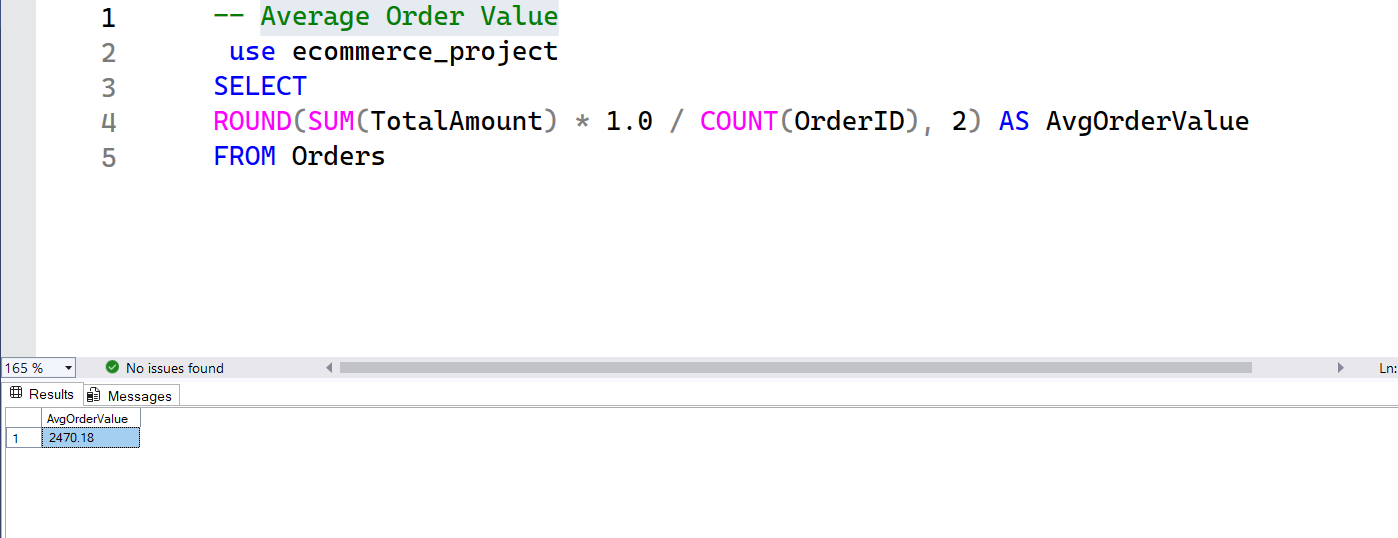 1 -- Average Order Value
2 use ecommerce_project
3 SELECT
4 ROUND(SUM(TotalAmount) * 1.0 / COUNT(OrderID), 2) AS AvgOrderValue
5 FROM Orders
165 % No issues found Ln:
Results Messages
AvgOrderValue
1 2470.18